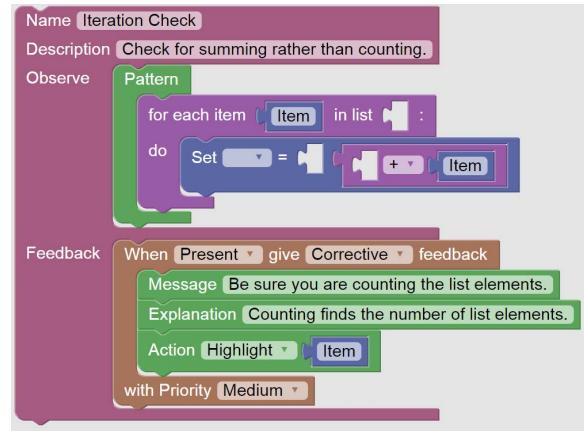 Name Iteration Check
Description Check for summing rather than counting.
Observe Pattern
for each item Item in list :
do Set = + Item
Feedback When Present give Corrective feedback
Message Be sure you are counting the list elements.
Explanation Counting finds the number of list elements.
Action Highlight Item
with Priority Medium